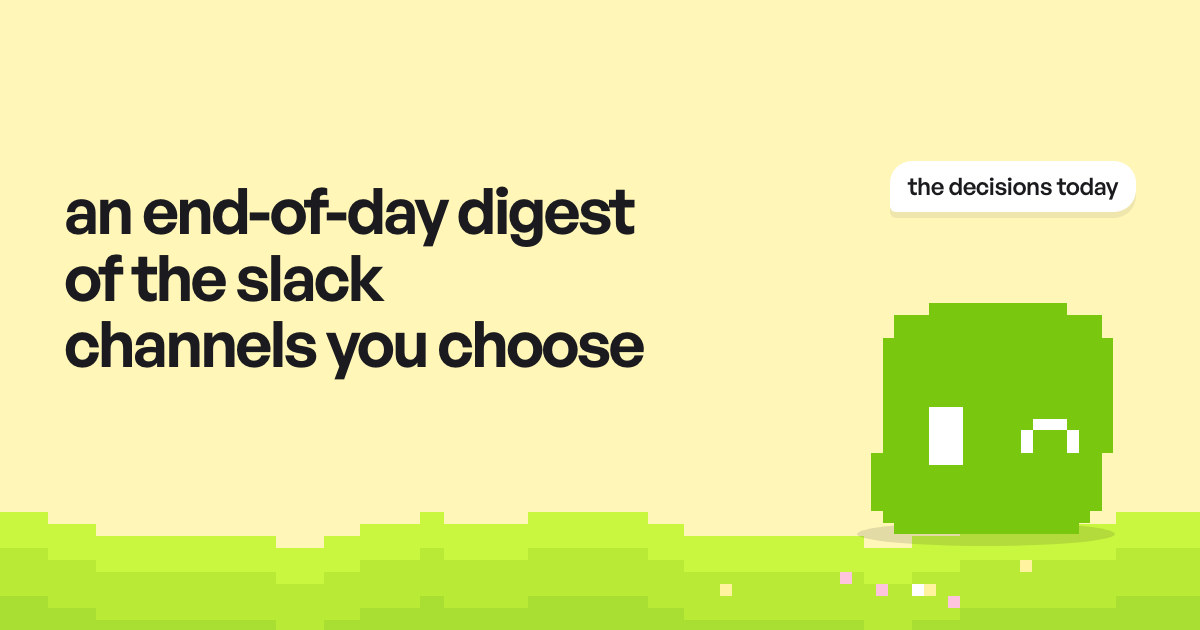 an end-of-day digest
of the slack
channels you choose
the decisions today